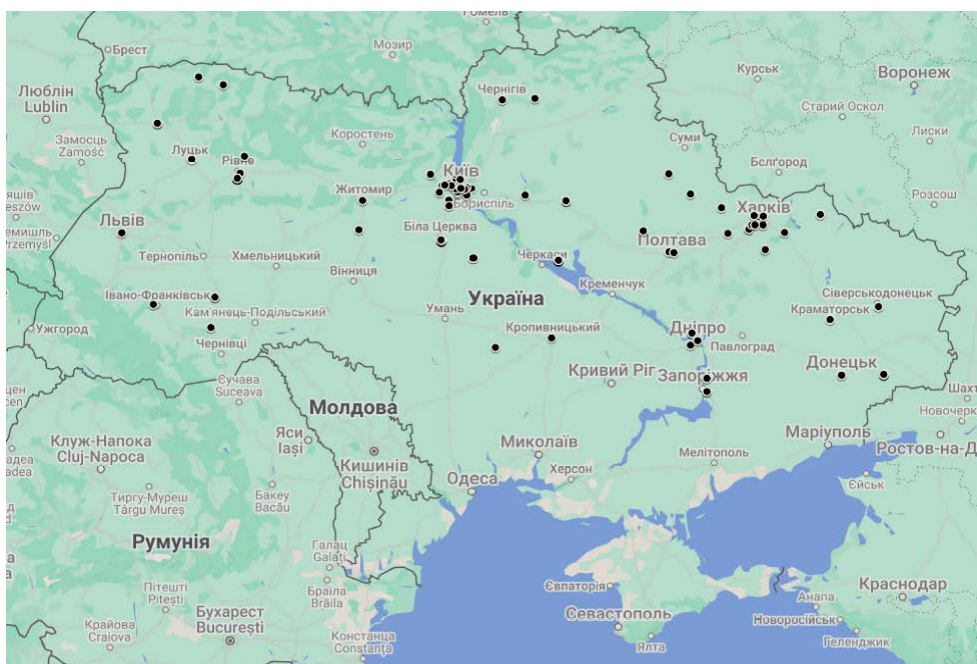 Гомель
Брест
Мозир
Курськ
Воронеж
Люблін
Lublin
Чернігів
Старий Оскол
Замосць
Zamość
Коростень
Суми
Лиски
Луцьк
Рівне
Київ
Бєлґород
Житомир
Бориспіль
Харків
Розсош
Львів
Біла Церква
Полтава
Тернопіль
Хмельницький
Вінниця
Черкаси
Кременчук
Івано-Франківськ
Україна
Сіверськодонецьк
Кам'янець-Подільський
Умань
Краматорськ
Ужгород
Кропивницький
Дніпро
Павлоград
Чернівці
Донецьк
Кривий Ріг
Запоріжжя
Сучава
Suceava
Молдова
Маріуполь
Клуж-Напока
Cluj-Napoca
Яси
Iași
Миколаїв
Мелітополь
Ростов-на-Д
Кишинів
Chișinău
Одеса
Херсон
Єйськ
Тиргу-Муреш
Târgu Mureș
Бакеу
Bacău
Румунія
Галац
Galați
Пітешті
Pitești
Браїла
Brăila
Євпаторія
Краснодар
Крайова
Craiova
Бухарест
București
Севастополь
Анапа
Новоросійськ
Констанца
Constanța
Ялта
Геленджик